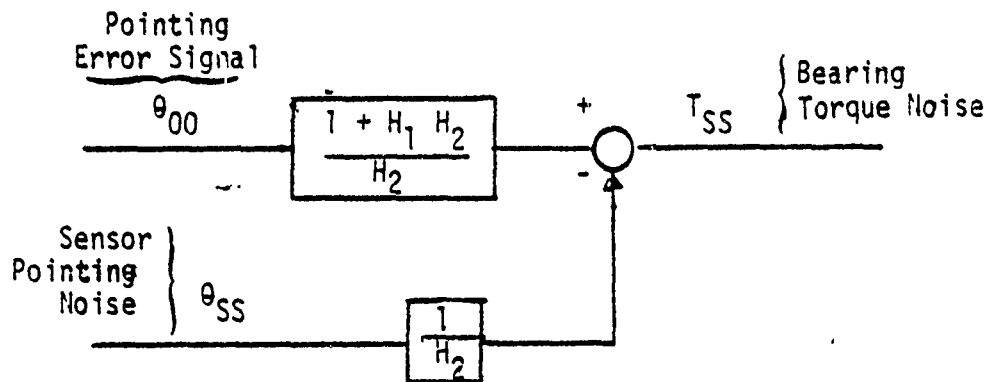 Pointing
Error Signal
θ00
1 + H1 H2
H2
+
-
TSS
Bearing
Torque Noise
Sensor
Pointing
Noise
θSS
1
H2